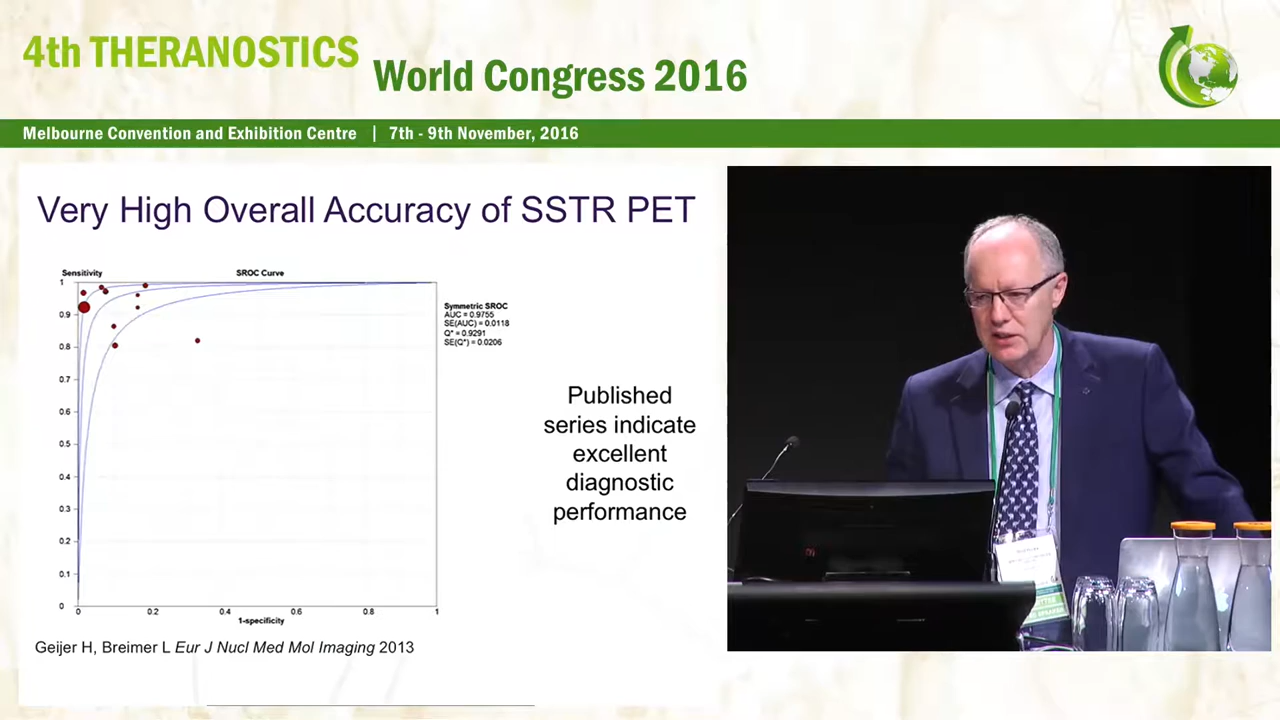 4th THERANOSTICS
World Congress 2016
Melbourne Convention and Exhibition Centre | 7th - 9th November, 2016
Very High Overall Accuracy of SSTR PET
Sensitivity
SROC Curve
1
0.9
0.8
0.7
0.6
0.5
0.4
0.3
0.2
0.1
0
0 0.2 0.4 0.6 0.8 1
1-specificity
Symmetric SROC
AUC = 0.9755
SE(AUC) = 0.0118
Q* = 0.9291
SE(Q*) = 0.0206
Published
series indicate
excellent
diagnostic
performance
Geijer H, Breimer L Eur J Nucl Med Mol Imaging 2013